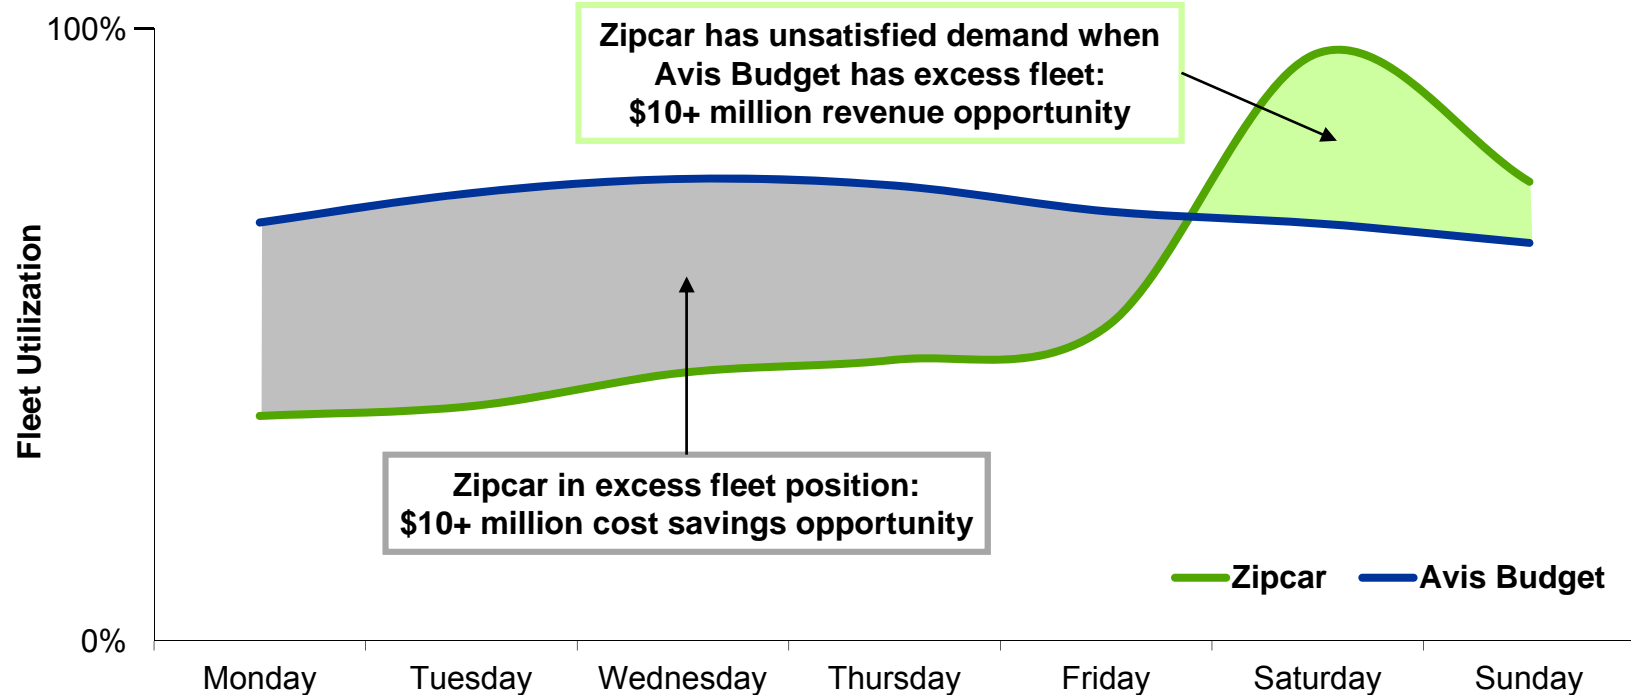 100%
Zipcar has unsatisfied demand when
Avis Budget has excess fleet:
$10+ million revenue opportunity
Fleet Utilization
Zipcar in excess fleet position:
$10+ million cost savings opportunity
Zipcar
Avis Budget
0%
Monday
Tuesday
Wednesday
Thursday
Friday
Saturday
Sunday